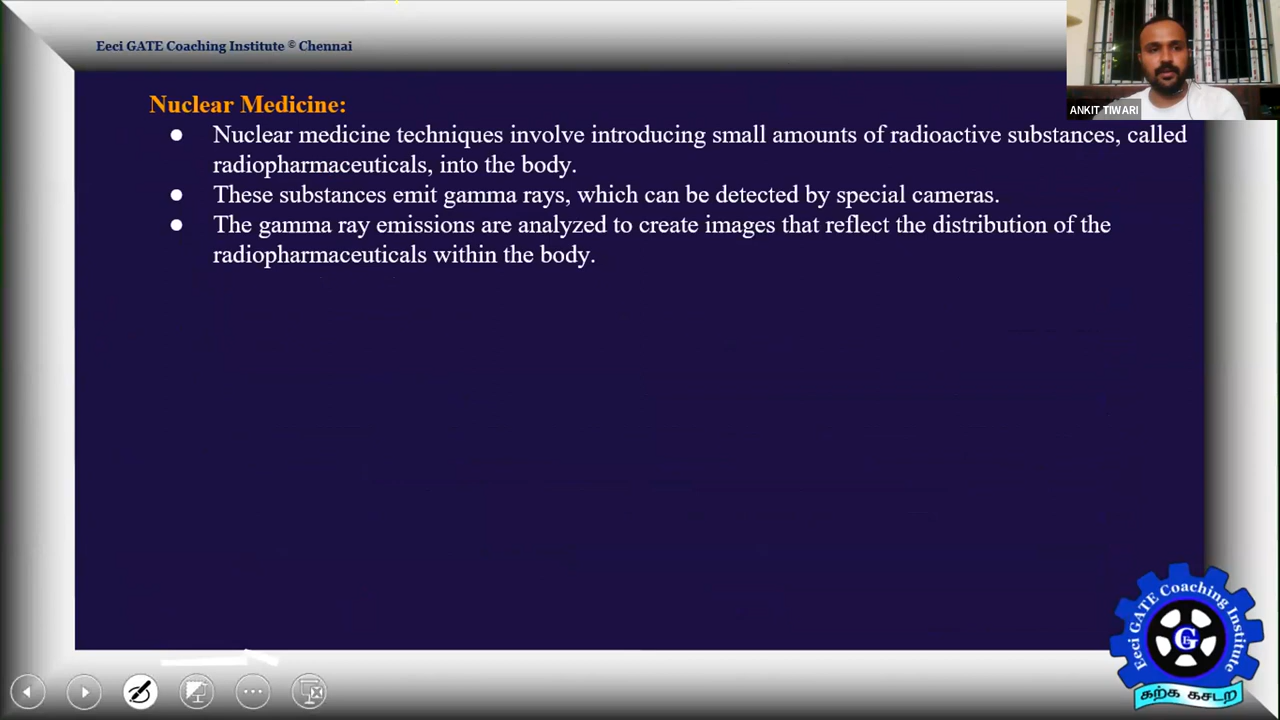 Eeci GATE Coaching Institute © Chennai
ANKIT TIWARI
Nuclear Medicine:
● Nuclear medicine techniques involve introducing small amounts of radioactive substances, called
radiopharmaceuticals, into the body.
● These substances emit gamma rays, which can be detected by special cameras.
● The gamma ray emissions are analyzed to create images that reflect the distribution of the
radiopharmaceuticals within the body.
Eeci GATE Coaching Institute
G
கற்க கசடற